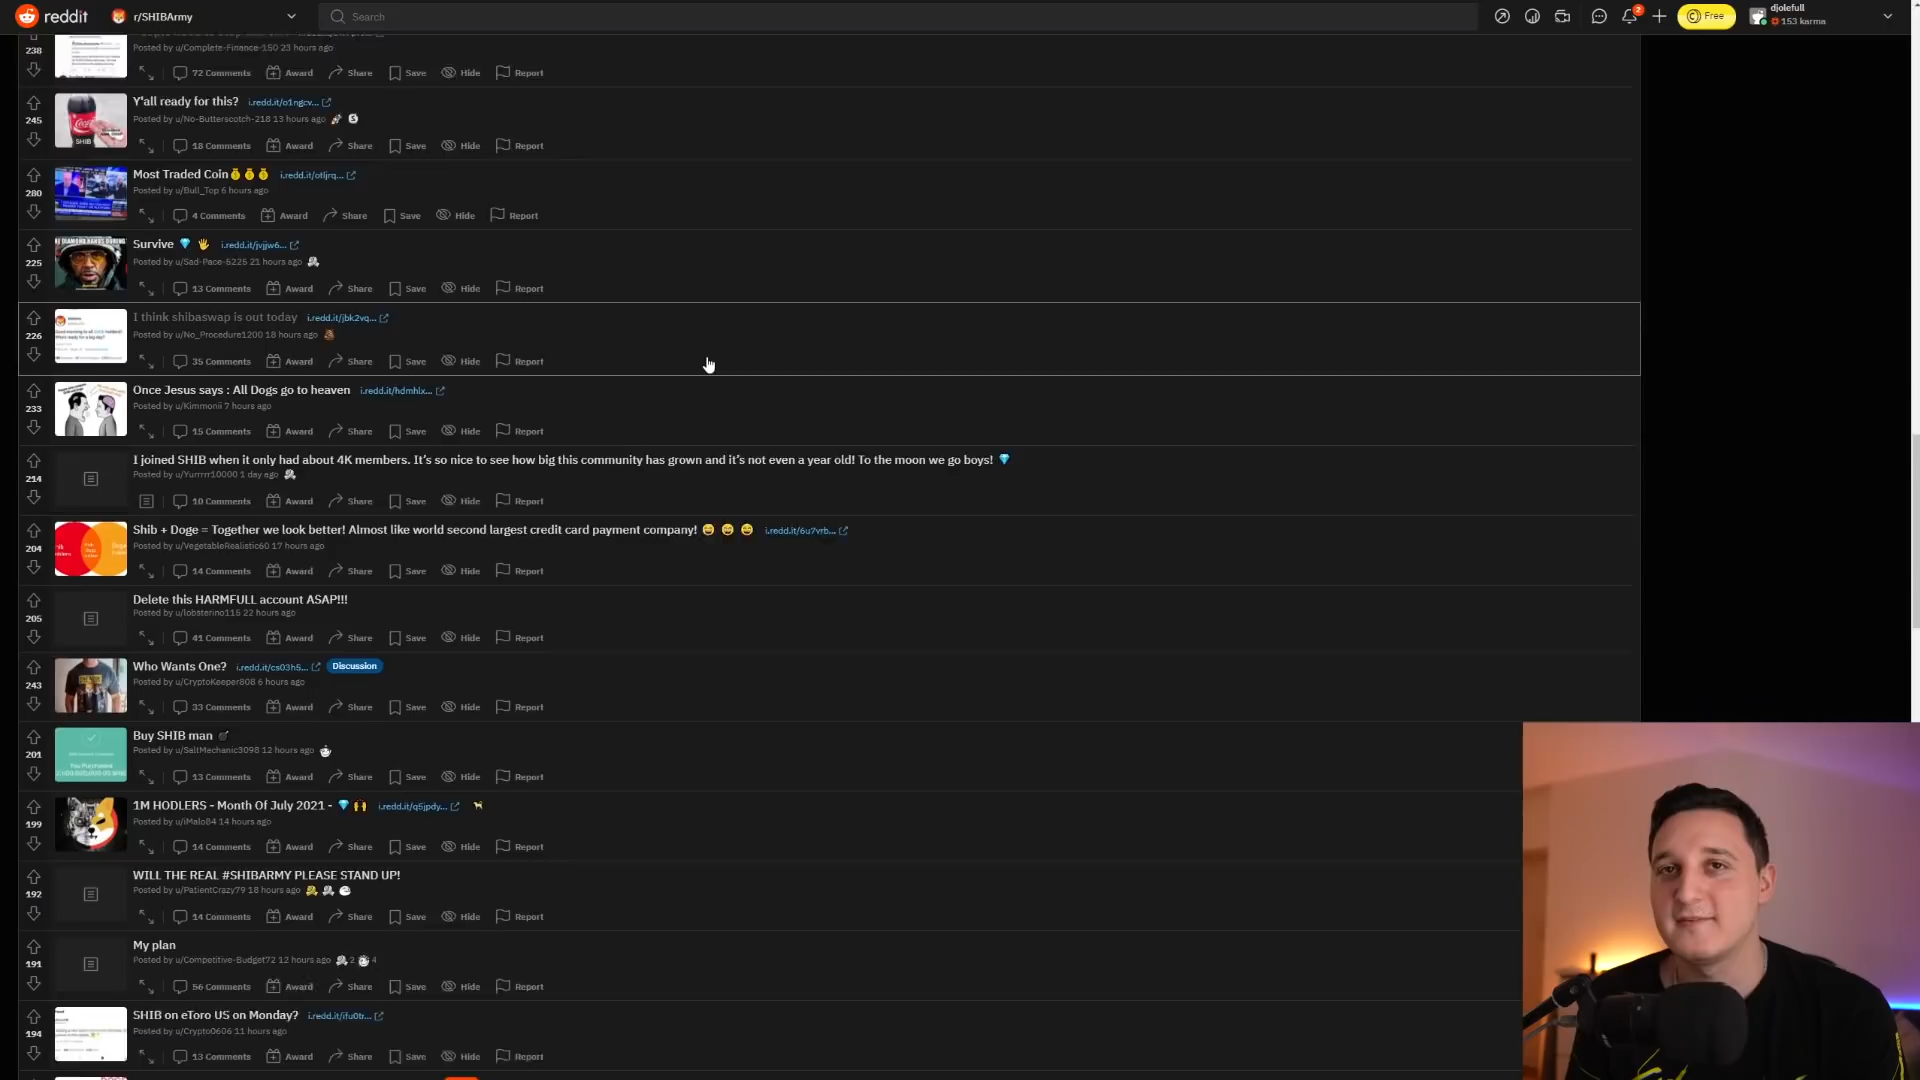 reddit r/SHIBArmy Search Free djolefull
153 karma
238
Posted by u/Complete-Finance-150 23 hours ago
72 Comments Award Share Save Hide Report
Y'all ready for this? i.redd.it/o1ngcv...
245
Posted by u/No-Butterscotch-218 13 hours ago
SHIB
18 Comments Award Share Save Hide Report
Most Traded Coin i.redd.it/otljrq...
280
Posted by u/Bull_Top 6 hours ago
4 Comments Award Share Save Hide Report
Survive i.redd.it/jvjjw6...
225
Posted by u/Sad-Pace-5225 21 hours ago
13 Comments Award Share Save Hide Report
I think shibaswap is out today i.redd.it/jbk2vq...
226
Posted by u/No_Procedure1200 18 hours ago
35 Comments Award Share Save Hide Report
Once Jesus says : All Dogs go to heaven i.redd.it/hdmhlx...
233
Posted by u/Kimmonii 7 hours ago
15 Comments Award Share Save Hide Report
I joined SHIB when it only had about 4K members. It's so nice to see how big this community has grown and it's not even a year old! To the moon we go boys!
214
Posted by u/Yurrrrr10000 1 day ago
10 Comments Award Share Save Hide Report
Shib + Doge = Together we look better! Almost like world second largest credit card payment company! i.redd.it/6u7vrb...
204
Posted by u/VegetableRealistic60 17 hours ago
14 Comments Award Share Save Hide Report
Delete this HARMFULL account ASAP!!!
205
Posted by u/lobsterino115 22 hours ago
41 Comments Award Share Save Hide Report
Who Wants One? i.redd.it/cs03h5... Discussion
243
Posted by u/CryptoKeeper808 6 hours ago
33 Comments Award Share Save Hide Report
Buy SHIB man
201
Posted by u/SaltMechanic3098 12 hours ago
You Purchased
13 Comments Award Share Save Hide Report
1M HODLERS - Month Of July 2021 - i.redd.it/q5jpdy...
199
Posted by u/iMalo84 14 hours ago
14 Comments Award Share Save Hide Report
WILL THE REAL #SHIBARMY PLEASE STAND UP!
192
Posted by u/PatientCrazy79 18 hours ago
14 Comments Award Share Save Hide Report
My plan
191
Posted by u/Competitive-Budget72 12 hours ago 2 4
56 Comments Award Share Save Hide Report
SHIB on eToro US on Monday? i.redd.it/ifu0tr...
194
Posted by u/Crypto0606 11 hours ago
13 Comments Award Share Save Hide Report